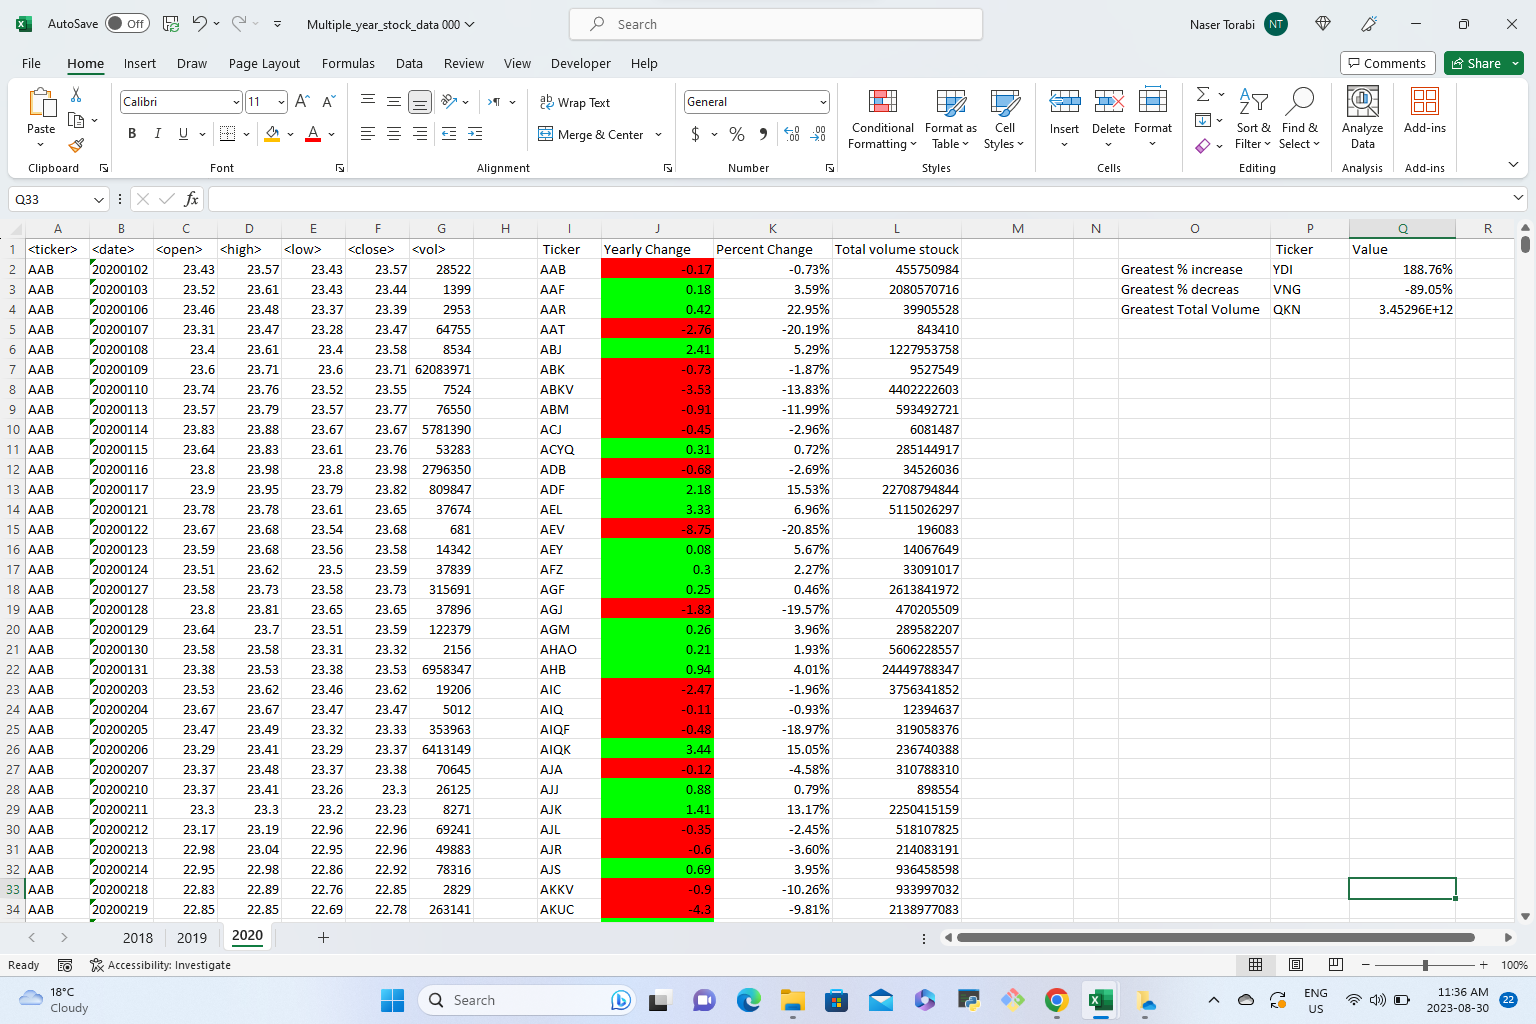 AutoSave Off Multiple_year_stock_data 000 Search Naser Torabi NT
File Home Insert Draw Page Layout Formulas Data Review View Developer Help Comments Share
Paste Calibri 11 Wrap Text General Conditional Formatting Format as Table Cell Styles Insert Delete Format Sort & Filter Find & Select Analyze Data Add-ins
B I U Merge & Center $ %
Clipboard Font Alignment Number Styles Cells Editing Analysis Add-ins
Q33 fx
A B C D E F G H I J K L M N O P Q R
1 <ticker> <date> <open> <high> <low> <close> <vol> Ticker Yearly Change Percent Change Total volume stouck Ticker Value
2 AAB 20200102 23.43 23.57 23.43 23.57 28522 AAB -0.17 -0.73% 455750984 Greatest % increase YDI 188.76%
3 AAB 20200103 23.52 23.61 23.43 23.44 1399 AAF 0.18 3.59% 2080570716 Greatest % decreas VNG -89.05%
4 AAB 20200106 23.46 23.48 23.37 23.39 2953 AAR 0.42 22.95% 39905528 Greatest Total Volume QKN 3.45296E+12
5 AAB 20200107 23.31 23.47 23.28 23.47 64755 AAT -2.76 -20.19% 843410
6 AAB 20200108 23.4 23.61 23.4 23.58 8534 ABJ 2.41 5.29% 1227953758
7 AAB 20200109 23.6 23.71 23.6 23.71 62083971 ABK -0.73 -1.87% 9527549
8 AAB 20200110 23.74 23.76 23.52 23.55 7524 ABKV -3.53 -13.83% 4402222603
9 AAB 20200113 23.57 23.79 23.57 23.77 76550 ABM -0.91 -11.99% 593492721
10 AAB 20200114 23.83 23.88 23.67 23.67 5781390 ACJ -0.45 -2.96% 6081487
11 AAB 20200115 23.64 23.83 23.61 23.76 53283 ACYQ 0.31 0.72% 285144917
12 AAB 20200116 23.8 23.98 23.8 23.98 2796350 ADB -0.68 -2.69% 34526036
13 AAB 20200117 23.9 23.95 23.79 23.82 809847 ADF 2.18 15.53% 22708794844
14 AAB 20200121 23.78 23.78 23.61 23.65 37674 AEL 3.33 6.96% 5115026297
15 AAB 20200122 23.67 23.68 23.54 23.68 681 AEV -8.75 -20.85% 196083
16 AAB 20200123 23.59 23.68 23.56 23.58 14342 AEY 0.08 5.67% 14067649
17 AAB 20200124 23.51 23.62 23.5 23.59 37839 AFZ 0.3 2.27% 33091017
18 AAB 20200127 23.58 23.73 23.58 23.73 315691 AGF 0.25 0.46% 2613841972
19 AAB 20200128 23.8 23.81 23.65 23.65 37896 AGJ -1.83 -19.57% 470205509
20 AAB 20200129 23.64 23.7 23.51 23.59 122379 AGM 0.26 3.96% 289582207
21 AAB 20200130 23.58 23.58 23.31 23.32 2156 AHAO 0.21 1.93% 5606228557
22 AAB 20200131 23.38 23.53 23.38 23.53 6958347 AHB 0.94 4.01% 24449788347
23 AAB 20200203 23.53 23.62 23.46 23.62 19206 AIC -2.47 -1.96% 3756341852
24 AAB 20200204 23.67 23.67 23.47 23.47 5012 AIQ -0.11 -0.93% 12394637
25 AAB 20200205 23.47 23.49 23.32 23.33 353963 AIQF -0.48 -18.97% 319058376
26 AAB 20200206 23.29 23.41 23.29 23.37 6413149 AIQK 3.44 15.05% 236740388
27 AAB 20200207 23.37 23.48 23.37 23.38 70645 AJA -0.12 -4.58% 310788310
28 AAB 20200210 23.37 23.41 23.26 23.3 26125 AJJ 0.88 0.79% 898554
29 AAB 20200211 23.3 23.3 23.2 23.23 8271 AJK 1.41 13.17% 2250415159
30 AAB 20200212 23.17 23.19 22.96 22.96 69241 AJL -0.35 -2.45% 518107825
31 AAB 20200213 22.98 23.04 22.95 22.96 49883 AJR -0.6 -3.60% 214083191
32 AAB 20200214 22.95 22.98 22.86 22.92 78316 AJS 0.69 3.95% 936458598
33 AAB 20200218 22.83 22.89 22.76 22.85 2829 AKKV -0.9 -10.26% 933997032
34 AAB 20200219 22.85 22.85 22.69 22.78 263141 AKUC -4.3 -9.81% 2138977083
2018 2019 2020
Ready Accessibility: Investigate 100%
18°C Cloudy Search ENG US 11:36 AM 2023-08-30 22